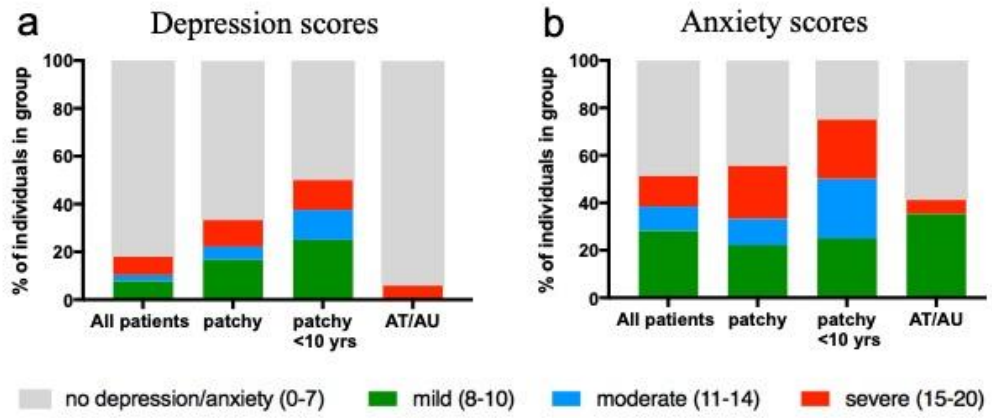 a Depression scores
100
80
60
40
20
0
% of individuals in group
All patients patchy patchy <10 yrs AT/AU
b Anxiety scores
100
80
60
40
20
0
% of individuals in group
All patients patchy patchy <10 yrs AT/AU
no depression/anxiety (0-7) mild (8-10) moderate (11-14) severe (15-20)